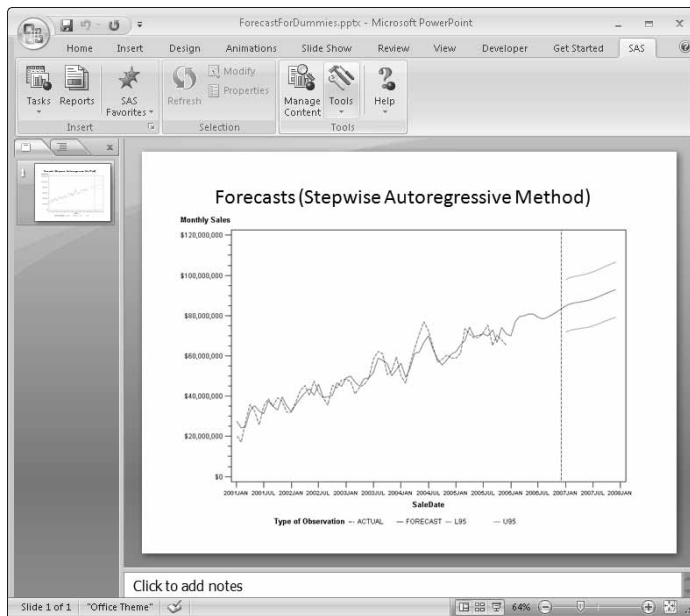 ForecastForDummies.pptx - Microsoft PowerPoint
Home Insert Design Animations Slide Show Review View Developer Get Started SAS
Tasks Reports SAS Favorites Refresh Modify Properties Manage Content Tools Help
Insert Selection Tools
1
Forecasts (Stepwise Autoregressive Method)
Monthly Sales
$120,000,000
$100,000,000
$80,000,000
$60,000,000
$40,000,000
$20,000,000
$0
2001JAN 2001JUL 2002JAN 2002JUL 2003JAN 2003JUL 2004JAN 2004JUL 2005JAN 2005JUL 2006JAN 2006JUL 2007JAN 2007JUL 2008JAN
SaleDate
Type of Observation --- ACTUAL — FORECAST --- L95 --- U95
Click to add notes
Slide 1 of 1 "Office Theme" 64%